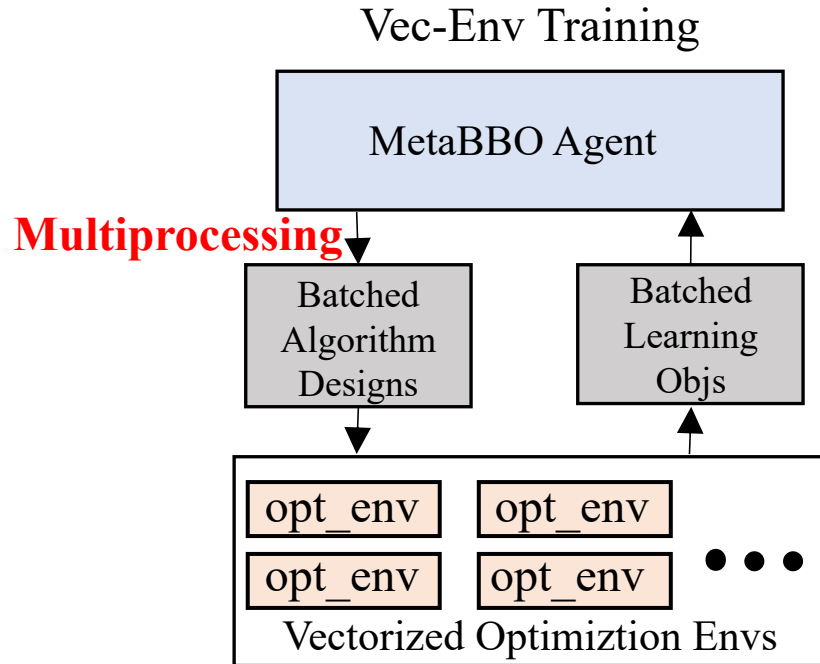 Vec-Env Training
MetaBBO Agent
Multiprocessing
Batched
Algorithm
Designs
Batched
Learning
Objs
opt_env
opt_env
opt_env
opt_env
Vectorized Optimiztion Envs